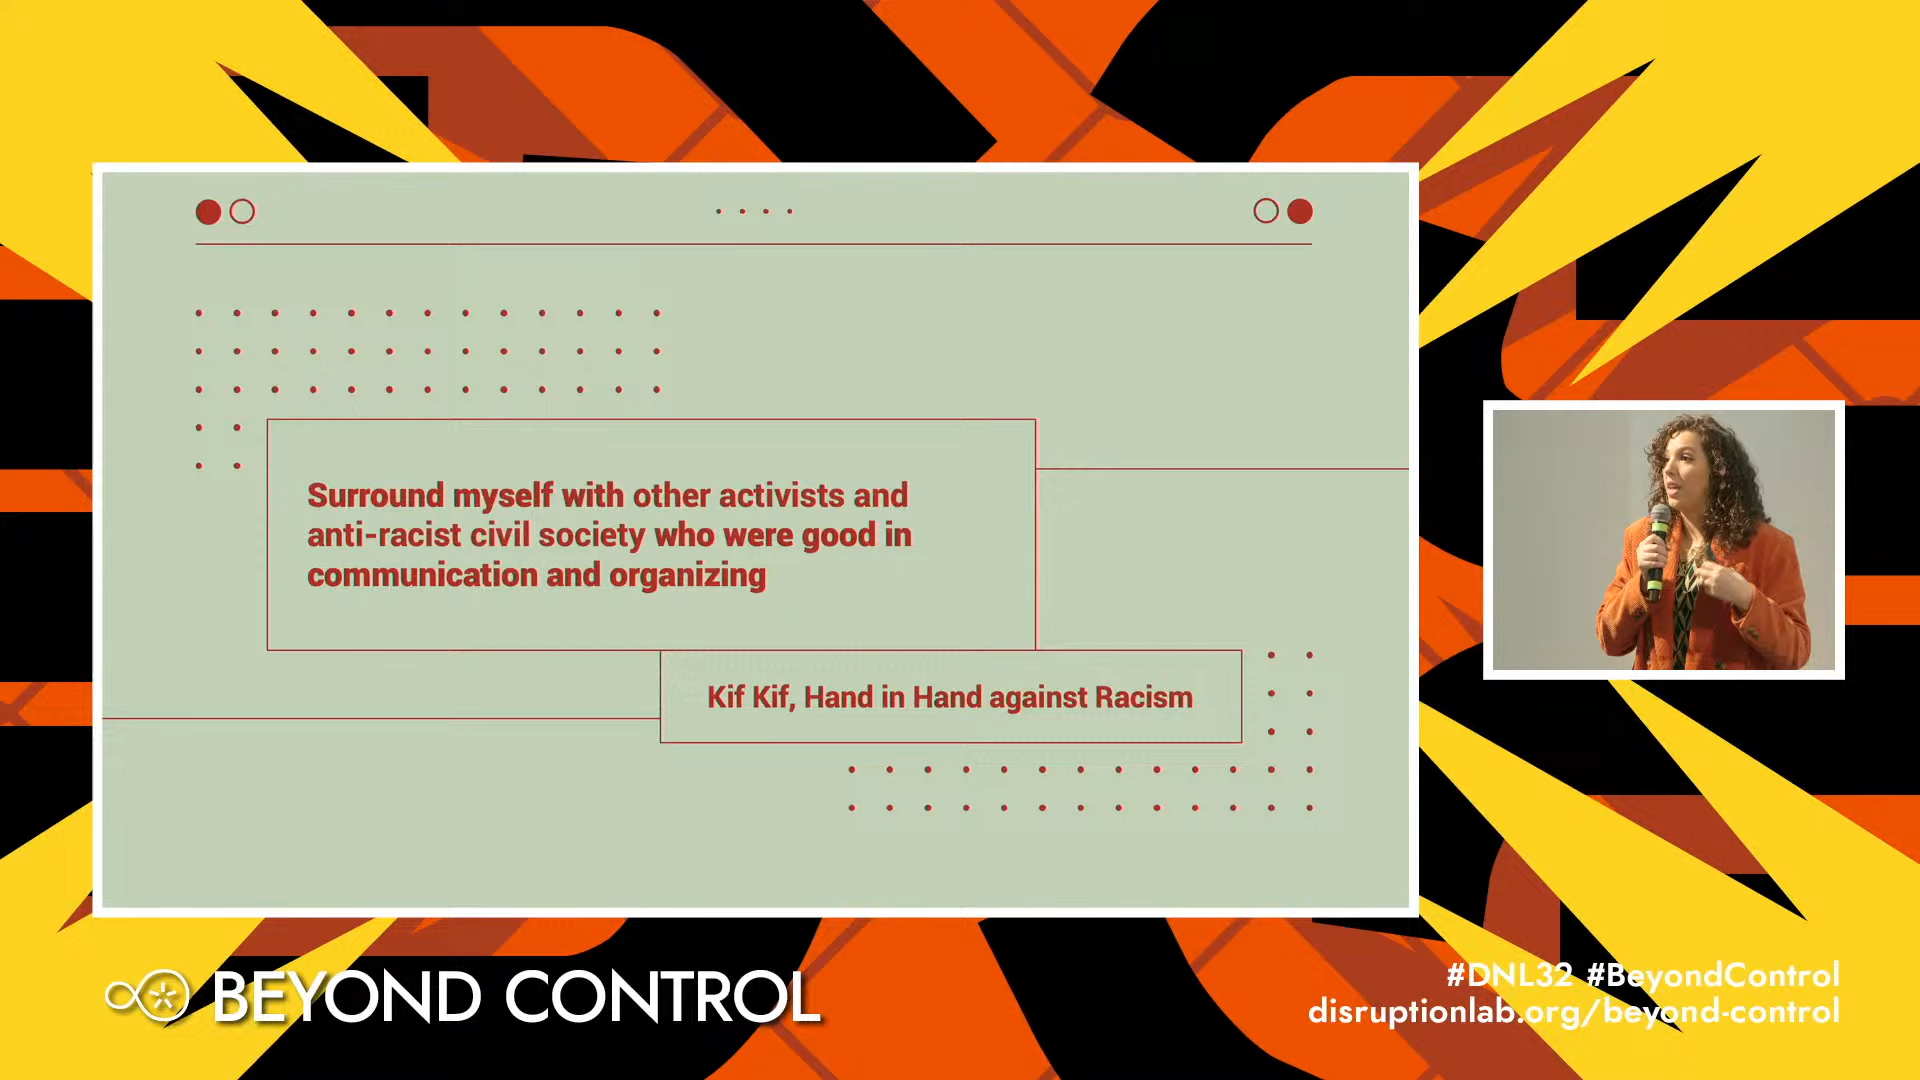 Surround myself with other activists and
anti-racist civil society who were good in
communication and organizing
Kif Kif, Hand in Hand against Racism
BEYOND CONTROL
#DNL32 #BeyondControl
disruptionlab.org/beyond-control